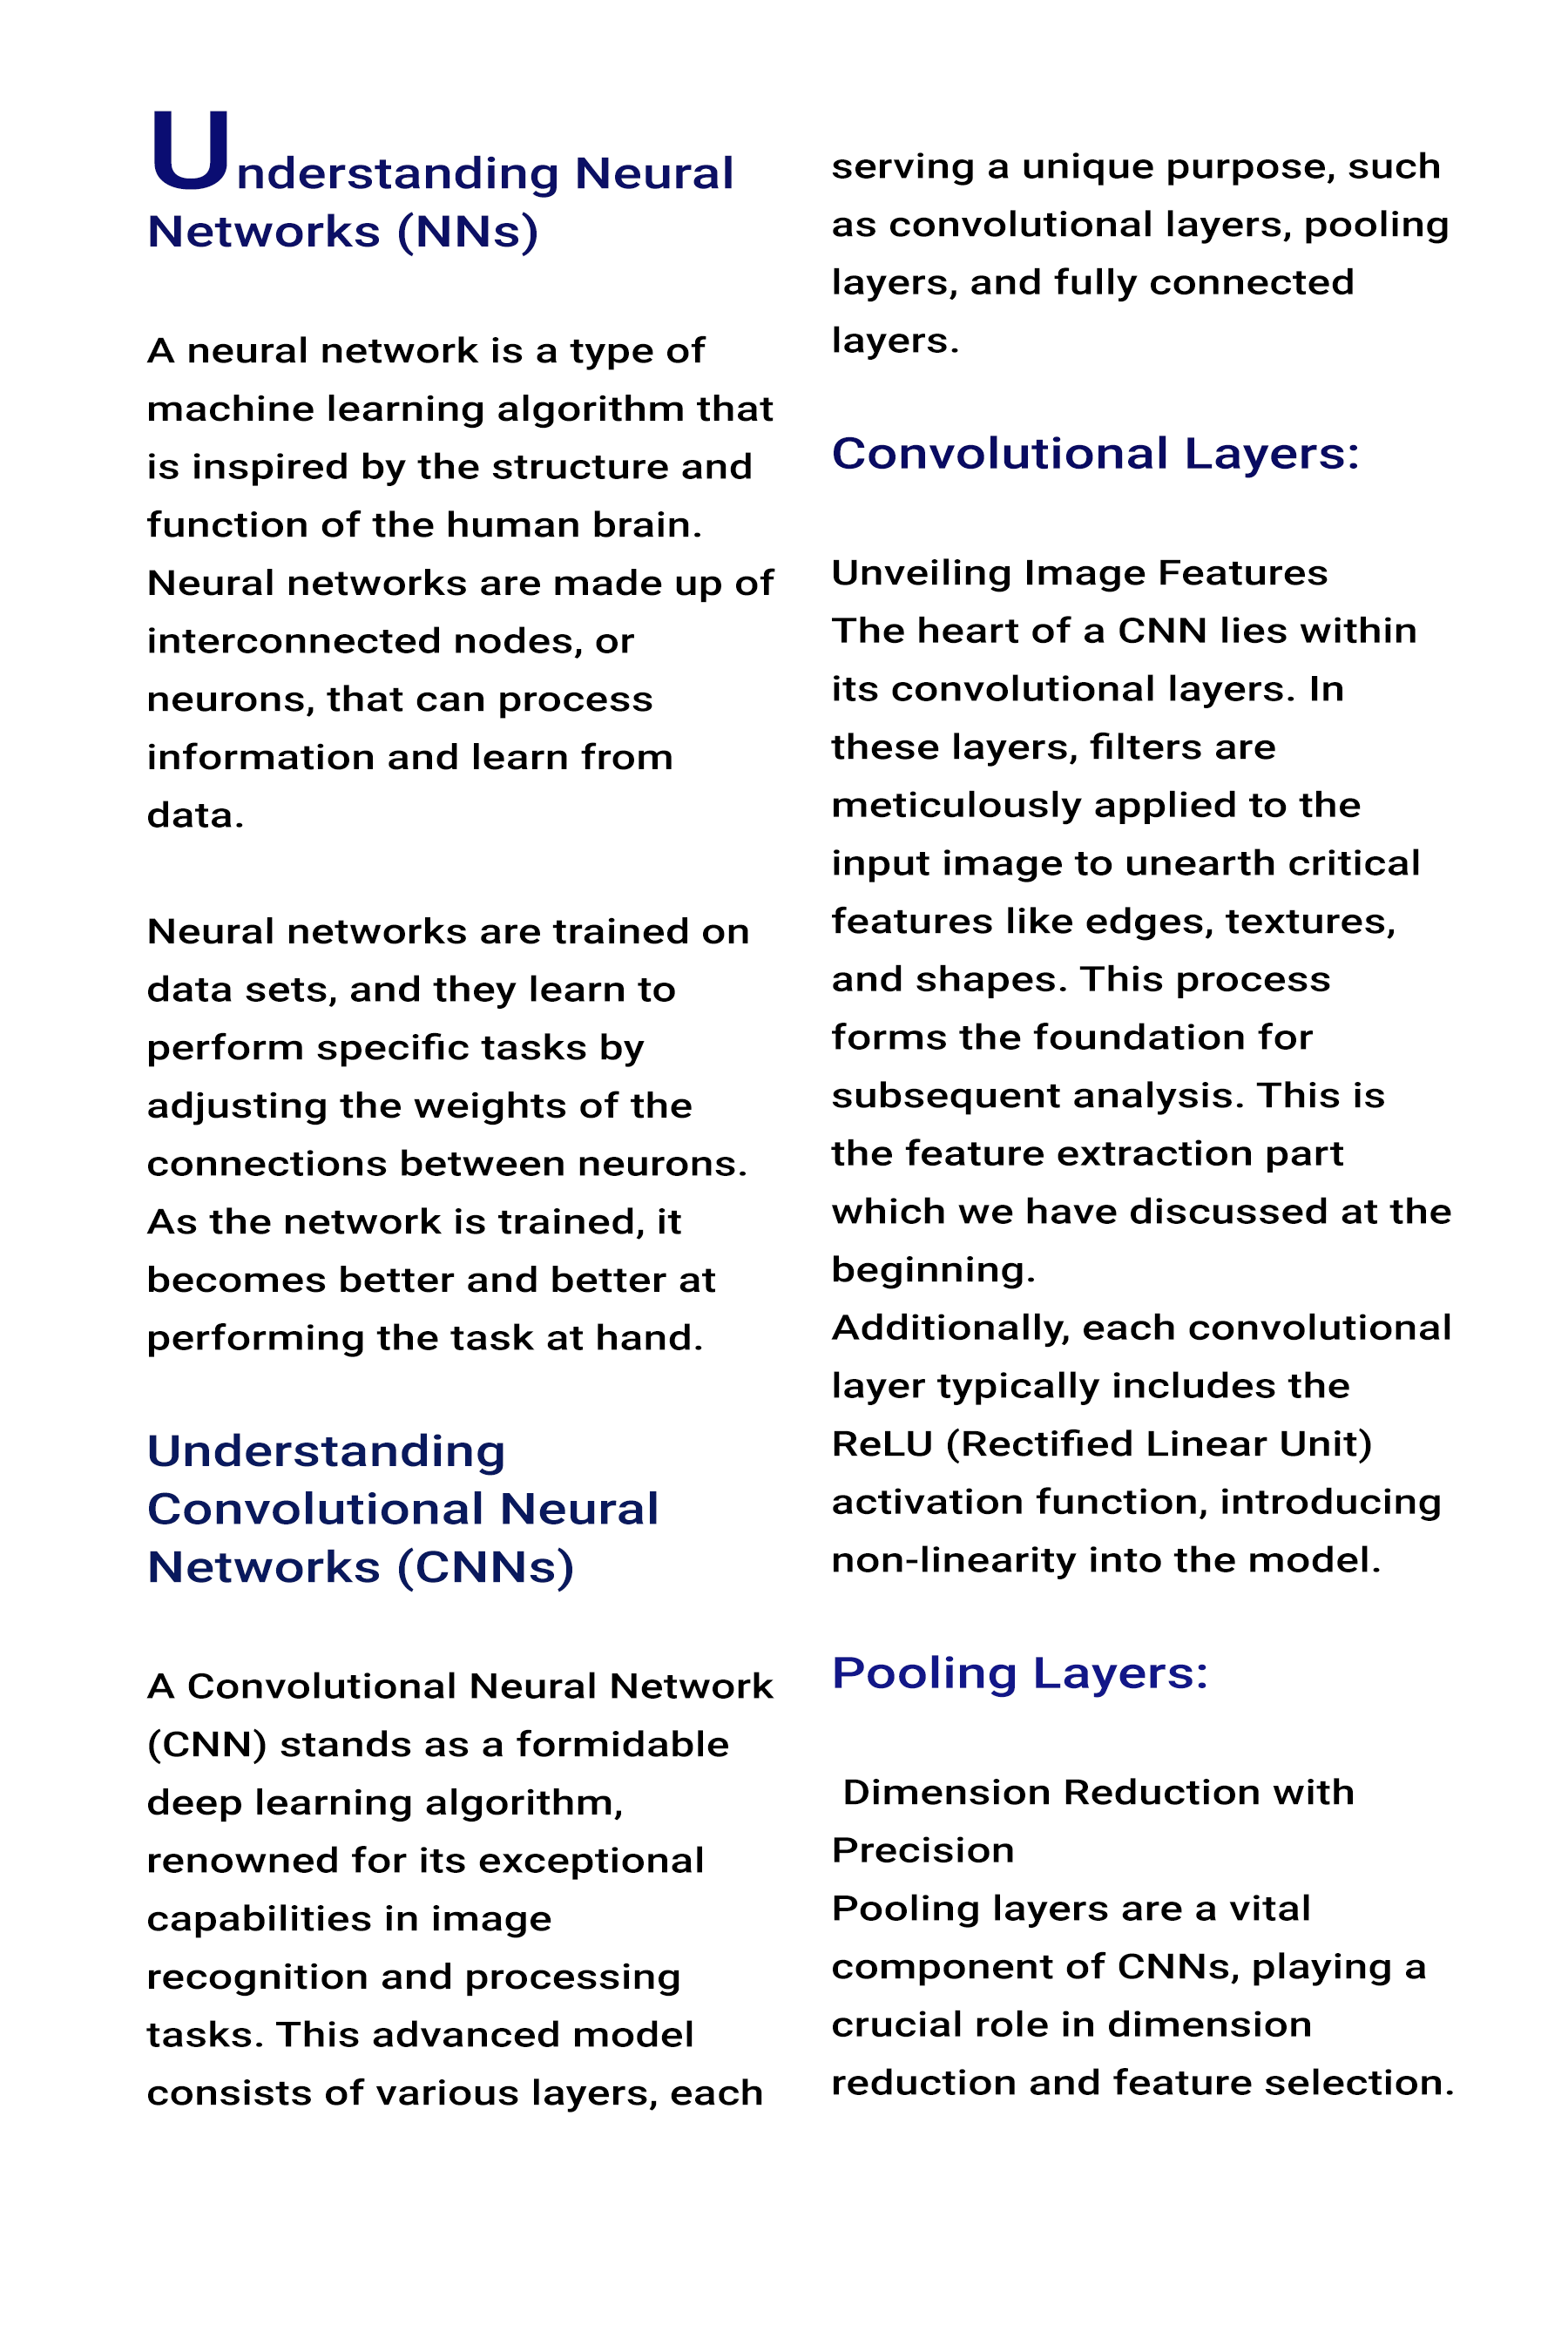 Understanding Neural
Networks (NNs)
A neural network is a type of
machine learning algorithm that
is inspired by the structure and
function of the human brain.
Neural networks are made up of
interconnected nodes, or
neurons, that can process
information and learn from
data.
Neural networks are trained on
data sets, and they learn to
perform specific tasks by
adjusting the weights of the
connections between neurons.
As the network is trained, it
becomes better and better at
performing the task at hand.
Understanding
Convolutional Neural
Networks (CNNs)
A Convolutional Neural Network
(CNN) stands as a formidable
deep learning algorithm,
renowned for its exceptional
capabilities in image
recognition and processing
tasks. This advanced model
consists of various layers, each
serving a unique purpose, such
as convolutional layers, pooling
layers, and fully connected
layers.
Convolutional Layers:
Unveiling Image Features
The heart of a CNN lies within
its convolutional layers. In
these layers, filters are
meticulously applied to the
input image to unearth critical
features like edges, textures,
and shapes. This process
forms the foundation for
subsequent analysis. This is
the feature extraction part
which we have discussed at the
beginning.
Additionally, each convolutional
layer typically includes the
ReLU (Rectified Linear Unit)
activation function, introducing
non-linearity into the model.
Pooling Layers:
Dimension Reduction with
Precision
Pooling layers are a vital
component of CNNs, playing a
crucial role in dimension
reduction and feature selection.